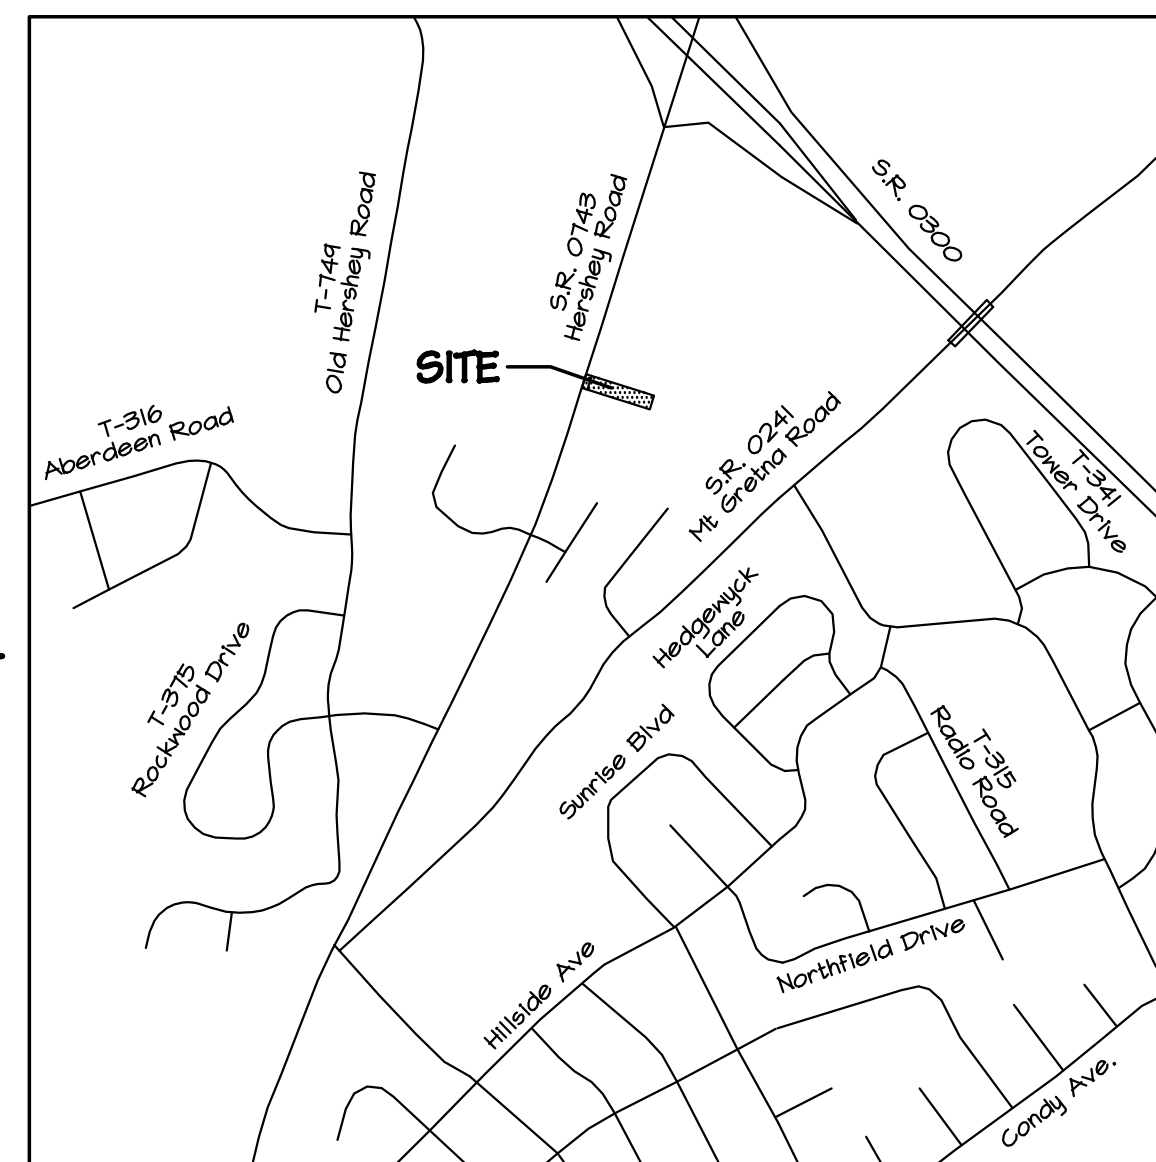 S.R. 0300
T-749
Old Hershey Road
S.R. 0743
Hershey Road
SITE
T-316
Aberdeen Road
S.R. 0241
Mt Gretna Road
T-341
Tower Drive
Hedgewyck
Lane
T-375
Rockwood Drive
Sunrise Blvd
T-315
Radio Road
Northfield Drive
Hillside Ave
Condy Ave.